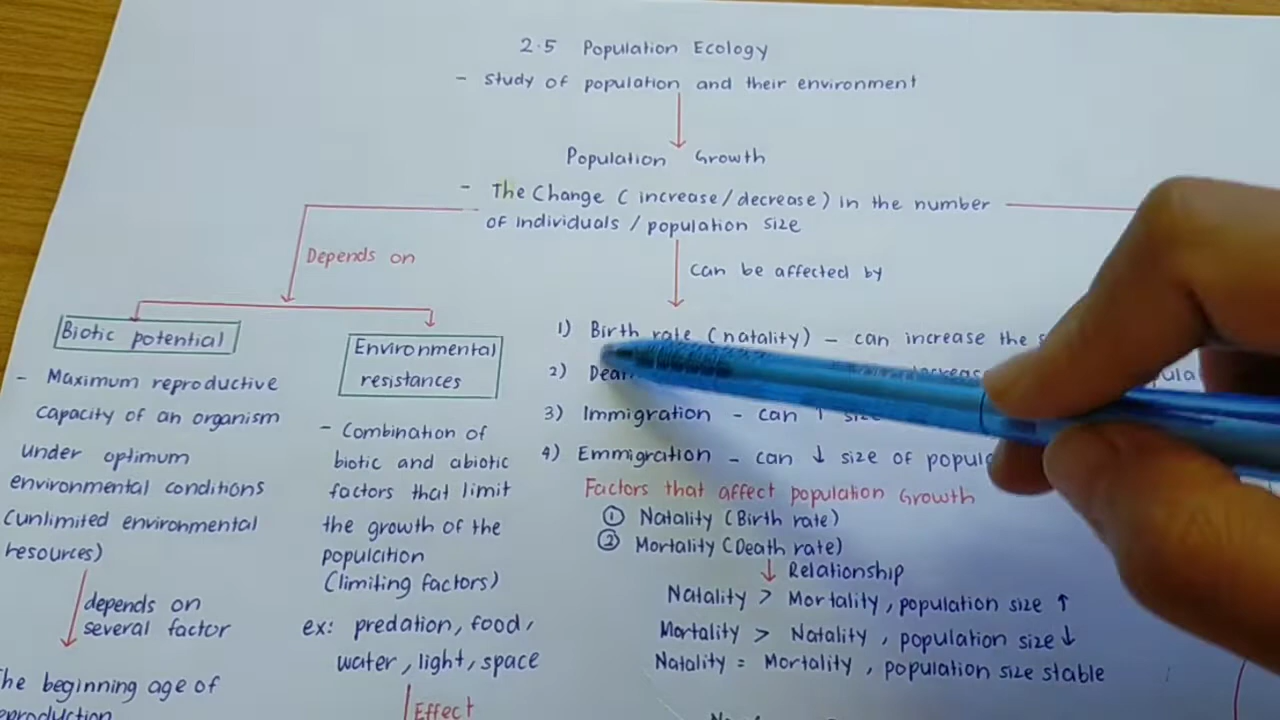 2.5 Population Ecology
- Study of population and their environment
Population Growth
- The Change (increase/decrease) in the number
of individuals / population size
Depends on
can be affected by
Biotic potential
- Maximum reproductive
capacity of an organism
under optimum
environmental conditions
(unlimited environmental
resources)
depends on
several factor
The beginning age of
reproduction
Environmental
resistances
- Combination of
biotic and abiotic
factors that limit
the growth of the
population
(limiting factors)
ex: predation, food,
water, light, space
Effect
1) Birth rate (natality) - can increase the
2)
3) Immigration - can ↑ size
4) Emmigration - can ↓ size of
Factors that affect population Growth
① Natality (Birth rate)
② Mortality (Death rate)
Relationship
Natality > Mortality, population size ↑
Mortality > Natality, population size ↓
Natality = Mortality, population size stable